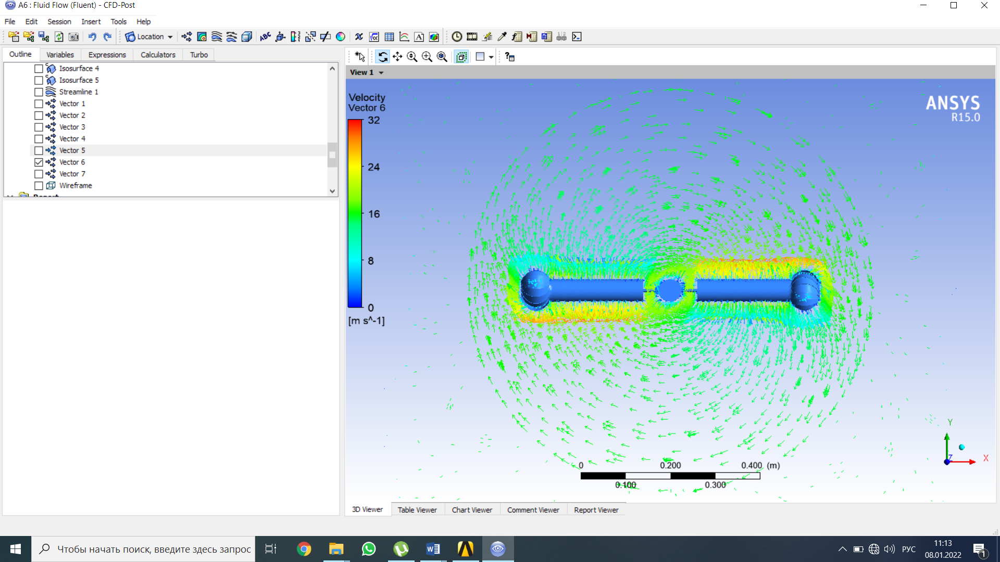 A6 : Fluid Flow (Fluent) - CFD-Post
File Edit Session Insert Tools Help
Location
Outline Variables Expressions Calculators Turbo
Isosurface 4
Isosurface 5
Streamline 1
Vector 1
Vector 2
Vector 3
Vector 4
Vector 5
Vector 6
Vector 7
Wireframe
Report
View 1
Velocity
Vector 6
32
24
16
8
0
[m s^-1]
ANSYS
R15.0
Y
Z
X
0 0.200 0.400 (m)
0.100 0.300
3D Viewer Table Viewer Chart Viewer Comment Viewer Report Viewer
Чтобы начать поиск, введите здесь запрос
РУС
11:13
08.01.2022
1